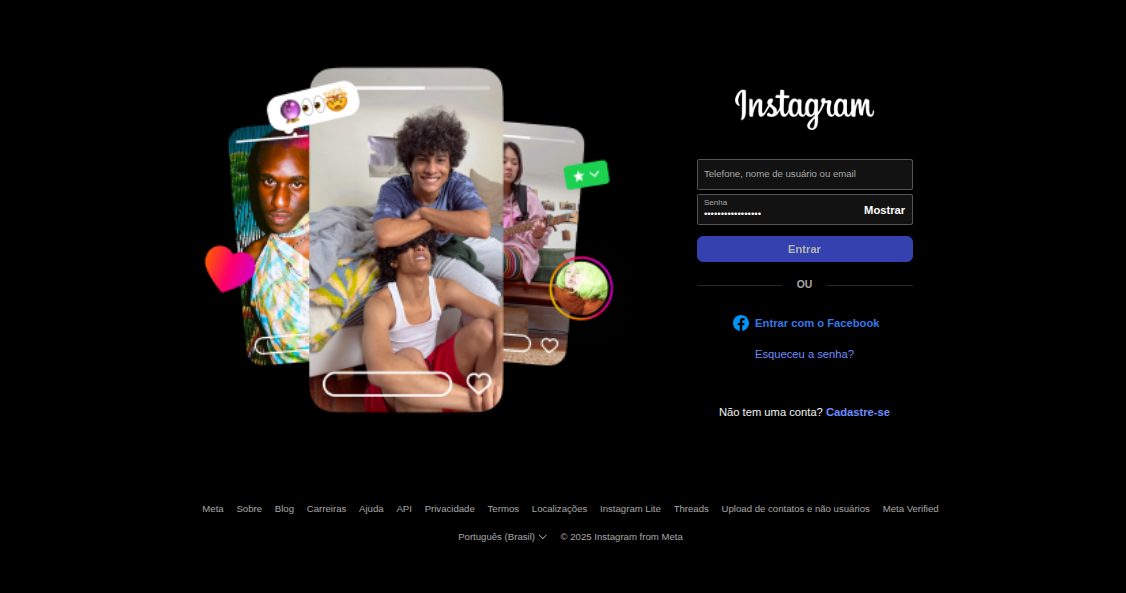 Instagram
Telefone, nome de usuário ou email
Senha
•••••••••••••••••
Mostrar
Entrar
OU
Entrar com o Facebook
Esqueceu a senha?
Não tem uma conta? Cadastre-se
Meta Sobre Blog Carreiras Ajuda API Privacidade Termos Localizações Instagram Lite Threads Upload de contatos e não usuários Meta Verified
Português (Brasil) © 2025 Instagram from Meta